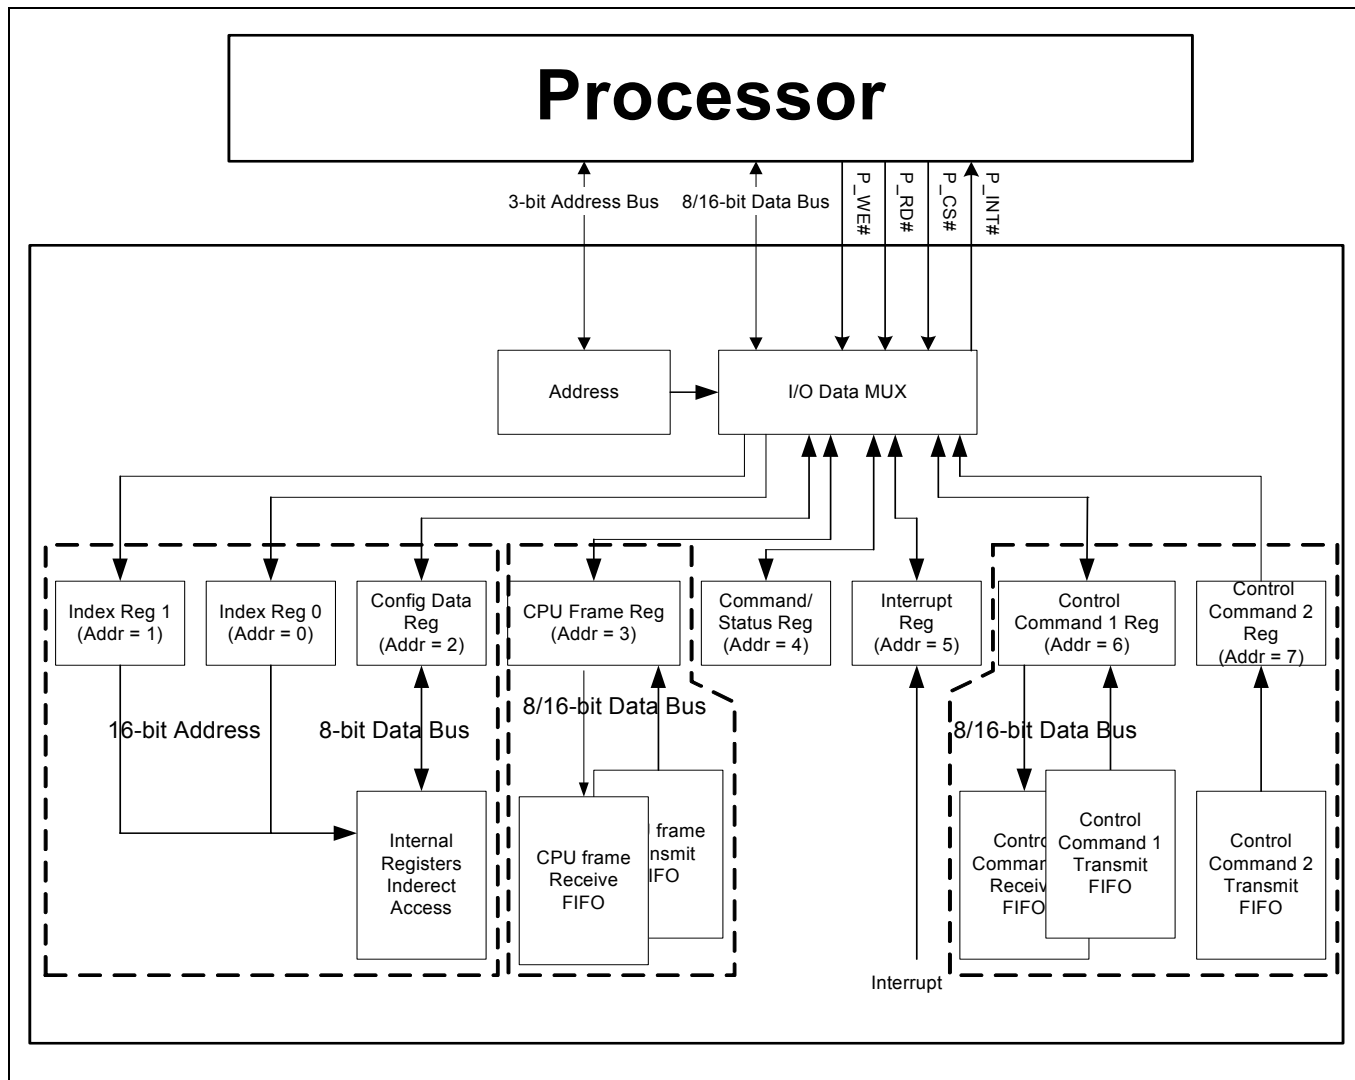 Processor
3-bit Address Bus
8/16-bit Data Bus
P_WE#
P_RD#
P_CS#
P_INT#
Address
I/O Data MUX
Index Reg 1
(Addr = 1)
Index Reg 0
(Addr = 0)
Config Data
Reg
(Addr = 2)
CPU Frame Reg
(Addr = 3)
Command/
Status Reg
(Addr = 4)
Interrupt
Reg
(Addr = 5)
Control
Command 1 Reg
(Addr = 6)
Control
Command 2
Reg
(Addr = 7)
16-bit Address
8-bit Data Bus
8/16-bit Data Bus
8/16-bit Data Bus
Internal
Registers
Inderect
Access
CPU frame
Receive
FIFO
frame
Control
Command 1
Transmit
FIFO
FIFO
Control
Command 2
Transmit
FIFO
Interrupt